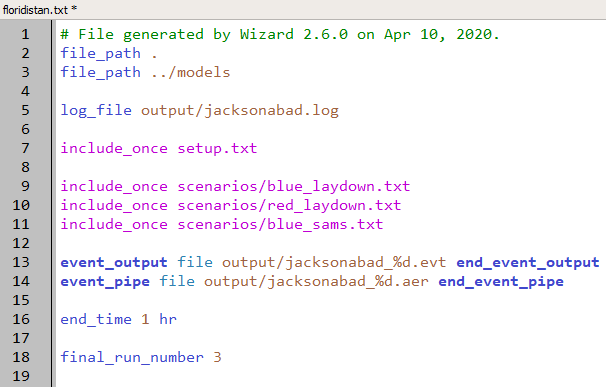 floridistan.txt *
1 # File generated by Wizard 2.6.0 on Apr 10, 2020.
2 file_path .
3 file_path ../models
4
5 log_file output/jacksonabad.log
6
7 include_once setup.txt
8
9 include_once scenarios/blue_laydown.txt
10 include_once scenarios/red_laydown.txt
11 include_once scenarios/blue_sams.txt
12
13 event_output file output/jacksonabad_%d.evt end_event_output
14 event_pipe file output/jacksonabad_%d.aer end_event_pipe
15
16 end_time 1 hr
17
18 final_run_number 3
19